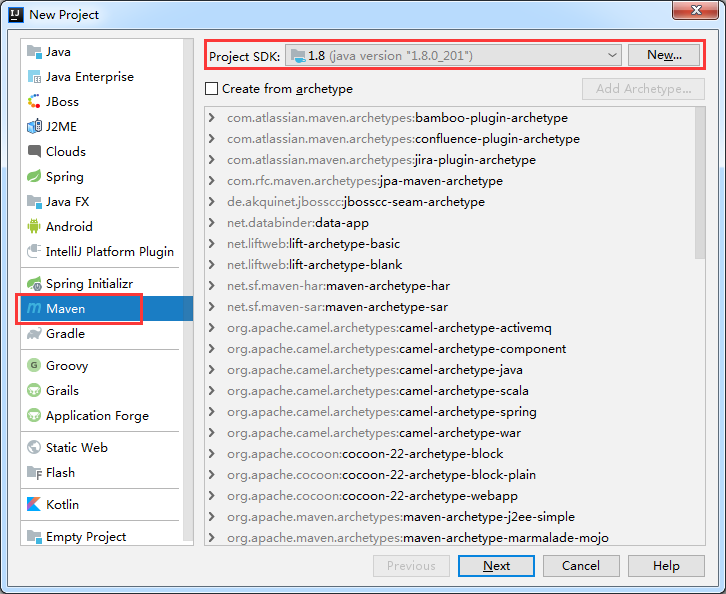 New Project
Java
Java Enterprise
JBoss
J2ME
Clouds
Spring
Java FX
Android
IntelliJ Platform Plugin
Spring Initializr
Maven
Gradle
Groovy
Grails
Application Forge
Static Web
Flash
Kotlin
Empty Project
Project SDK: 1.8 (java version "1.8.0_201") New...
Create from archetype Add Archetype...
com.atlassian.maven.archetypes:bamboo-plugin-archetype
com.atlassian.maven.archetypes:confluence-plugin-archetype
com.atlassian.maven.archetypes:jira-plugin-archetype
com.rfc.maven.archetypes:jpa-maven-archetype
de.akquinet.jbosscc:jbosscc-seam-archetype
net.databinder:data-app
net.liftweb:lift-archetype-basic
net.liftweb:lift-archetype-blank
net.sf.maven-har:maven-archetype-har
net.sf.maven-sar:maven-archetype-sar
org.apache.camel.archetypes:camel-archetype-activemq
org.apache.camel.archetypes:camel-archetype-component
org.apache.camel.archetypes:camel-archetype-java
org.apache.camel.archetypes:camel-archetype-scala
org.apache.camel.archetypes:camel-archetype-spring
org.apache.camel.archetypes:camel-archetype-war
org.apache.cocoon:cocoon-22-archetype-block
org.apache.cocoon:cocoon-22-archetype-block-plain
org.apache.cocoon:cocoon-22-archetype-webapp
org.apache.maven.archetypes:maven-archetype-j2ee-simple
org.apache.maven.archetypes:maven-archetype-marmalade-mojo
Previous Next Cancel Help